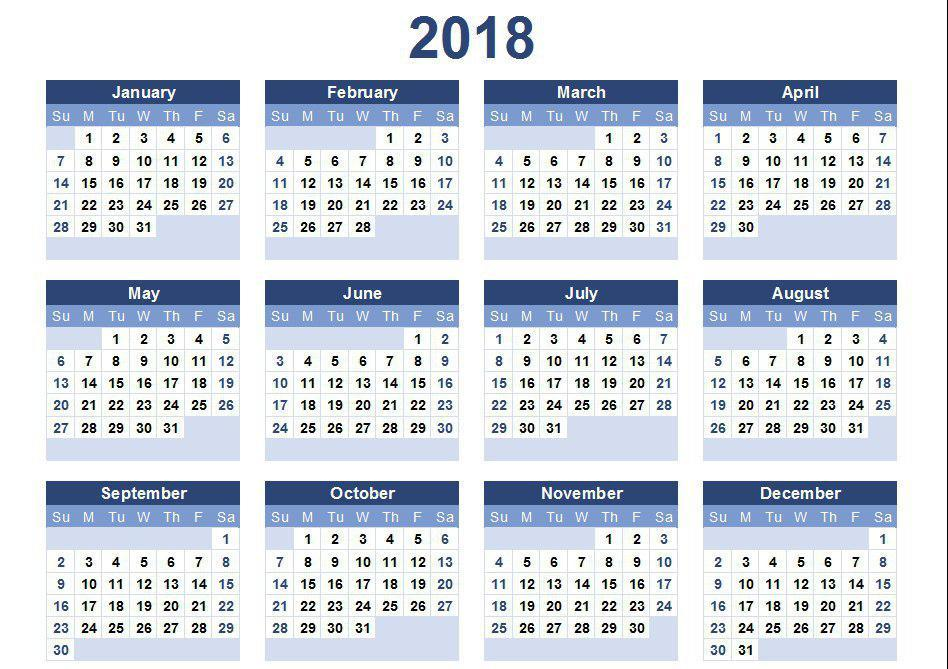 2018
January
Su M Tu W Th F Sa
1 2 3 4 5 6
7 8 9 10 11 12 13
14 15 16 17 18 19 20
21 22 23 24 25 26 27
28 29 30 31
February
Su M Tu W Th F Sa
1 2 3
4 5 6 7 8 9 10
11 12 13 14 15 16 17
18 19 20 21 22 23 24
25 26 27 28
March
Su M Tu W Th F Sa
1 2 3
4 5 6 7 8 9 10
11 12 13 14 15 16 17
18 19 20 21 22 23 24
25 26 27 28 29 30 31
April
Su M Tu W Th F Sa
1 2 3 4 5 6 7
8 9 10 11 12 13 14
15 16 17 18 19 20 21
22 23 24 25 26 27 28
29 30
May
Su M Tu W Th F Sa
1 2 3 4 5
6 7 8 9 10 11 12
13 14 15 16 17 18 19
20 21 22 23 24 25 26
27 28 29 30 31
June
Su M Tu W Th F Sa
1 2
3 4 5 6 7 8 9
10 11 12 13 14 15 16
17 18 19 20 21 22 23
24 25 26 27 28 29 30
July
Su M Tu W Th F Sa
1 2 3 4 5 6 7
8 9 10 11 12 13 14
15 16 17 18 19 20 21
22 23 24 25 26 27 28
29 30 31
August
Su M Tu W Th F Sa
1 2 3 4
5 6 7 8 9 10 11
12 13 14 15 16 17 18
19 20 21 22 23 24 25
26 27 28 29 30 31
September
Su M Tu W Th F Sa
1
2 3 4 5 6 7 8
9 10 11 12 13 14 15
16 17 18 19 20 21 22
23 24 25 26 27 28 29
30
October
Su M Tu W Th F Sa
1 2 3 4 5 6
7 8 9 10 11 12 13
14 15 16 17 18 19 20
21 22 23 24 25 26 27
28 29 30 31
November
Su M Tu W Th F Sa
1 2 3
4 5 6 7 8 9 10
11 12 13 14 15 16 17
18 19 20 21 22 23 24
25 26 27 28 29 30
December
Su M Tu W Th F Sa
1
2 3 4 5 6 7 8
9 10 11 12 13 14 15
16 17 18 19 20 21 22
23 24 25 26 27 28 29
30 31